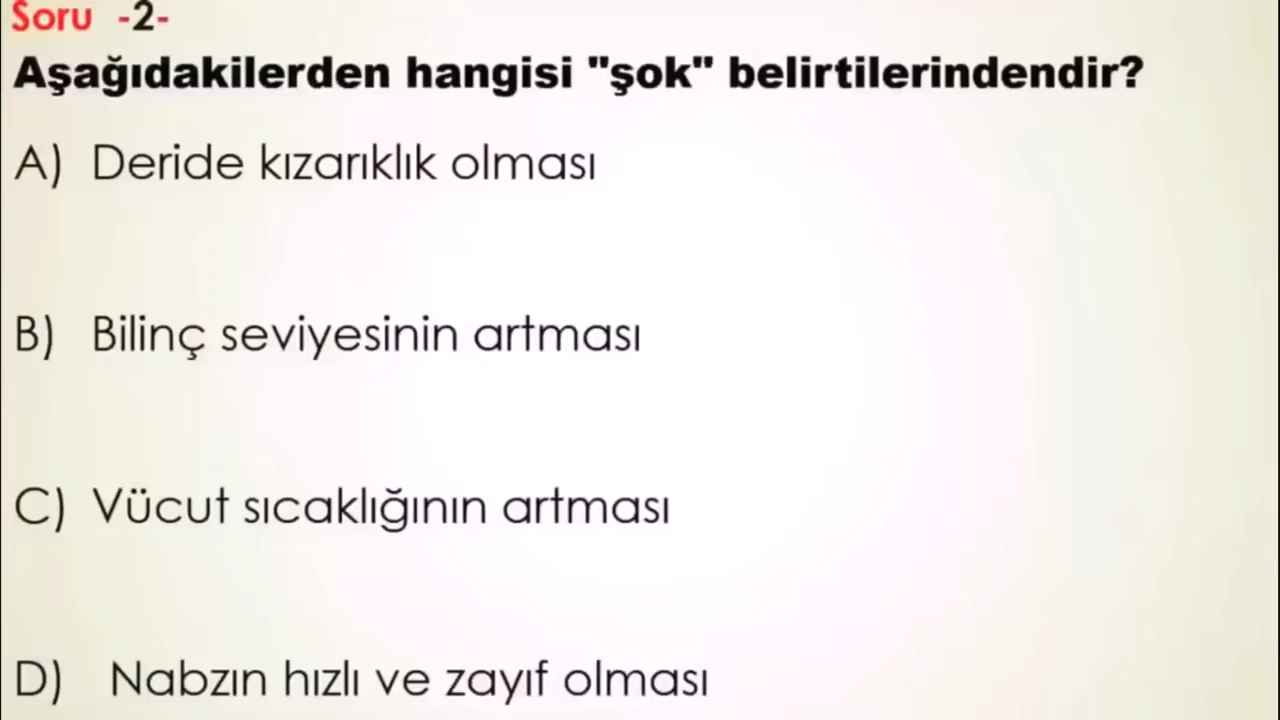 Soru -2-
Aşağıdakilerden hangisi "şok" belirtilerindendir?
A) Deride kızarıklık olması
B) Bilinç seviyesinin artması
C) Vücut sıcaklığının artması
D) Nabzın hızlı ve zayıf olması